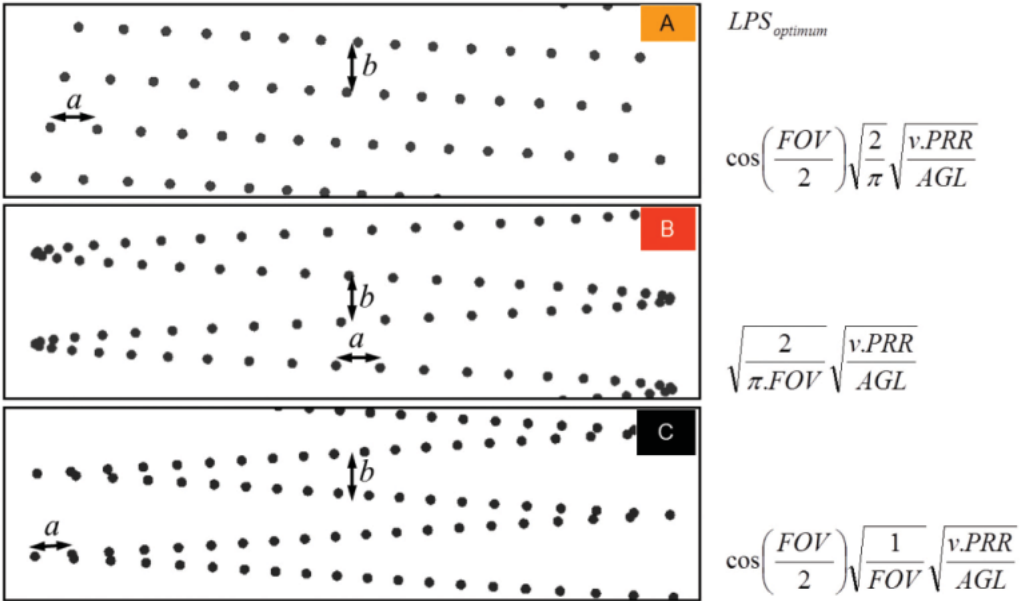 A
LPS_optimum
b
a
cos(FOV/2)√(2/π)√(v.PRR/AGL)
B
b
a
√(2/(π.FOV))√(v.PRR/AGL)
C
b
a
cos(FOV/2)√(1/FOV)√(v.PRR/AGL)